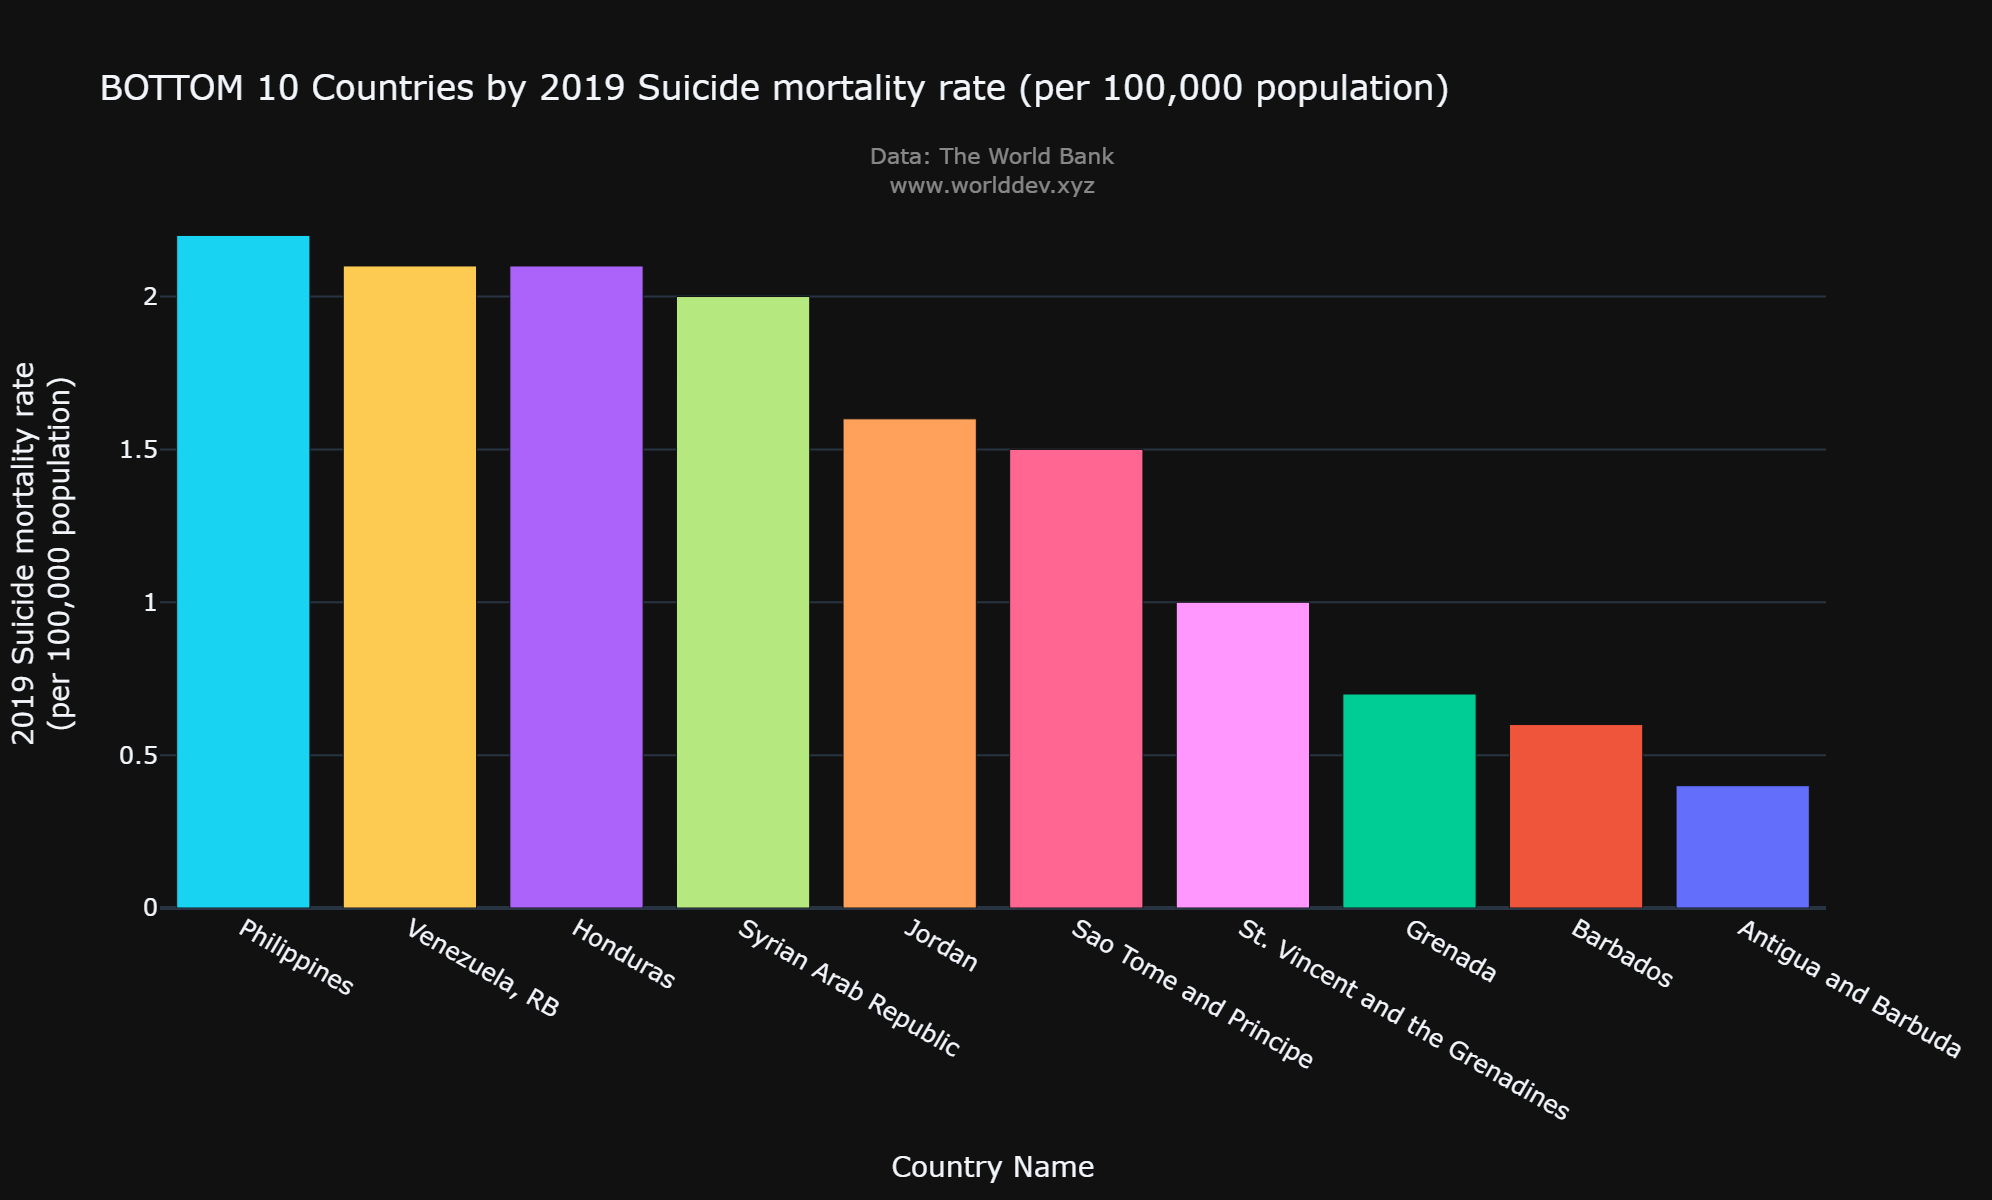 BOTTOM 10 Countries by 2019 Suicide mortality rate (per 100,000 population)
Data: The World Bank
www.worlddev.xyz
2019 Suicide mortality rate
(per 100,000 population)
2
1.5
1
0.5
0
Philippines
Venezuela, RB
Honduras
Syrian Arab Republic
Jordan
Sao Tome and Principe
St. Vincent and the Grenadines
Grenada
Barbados
Antigua and Barbuda
Country Name